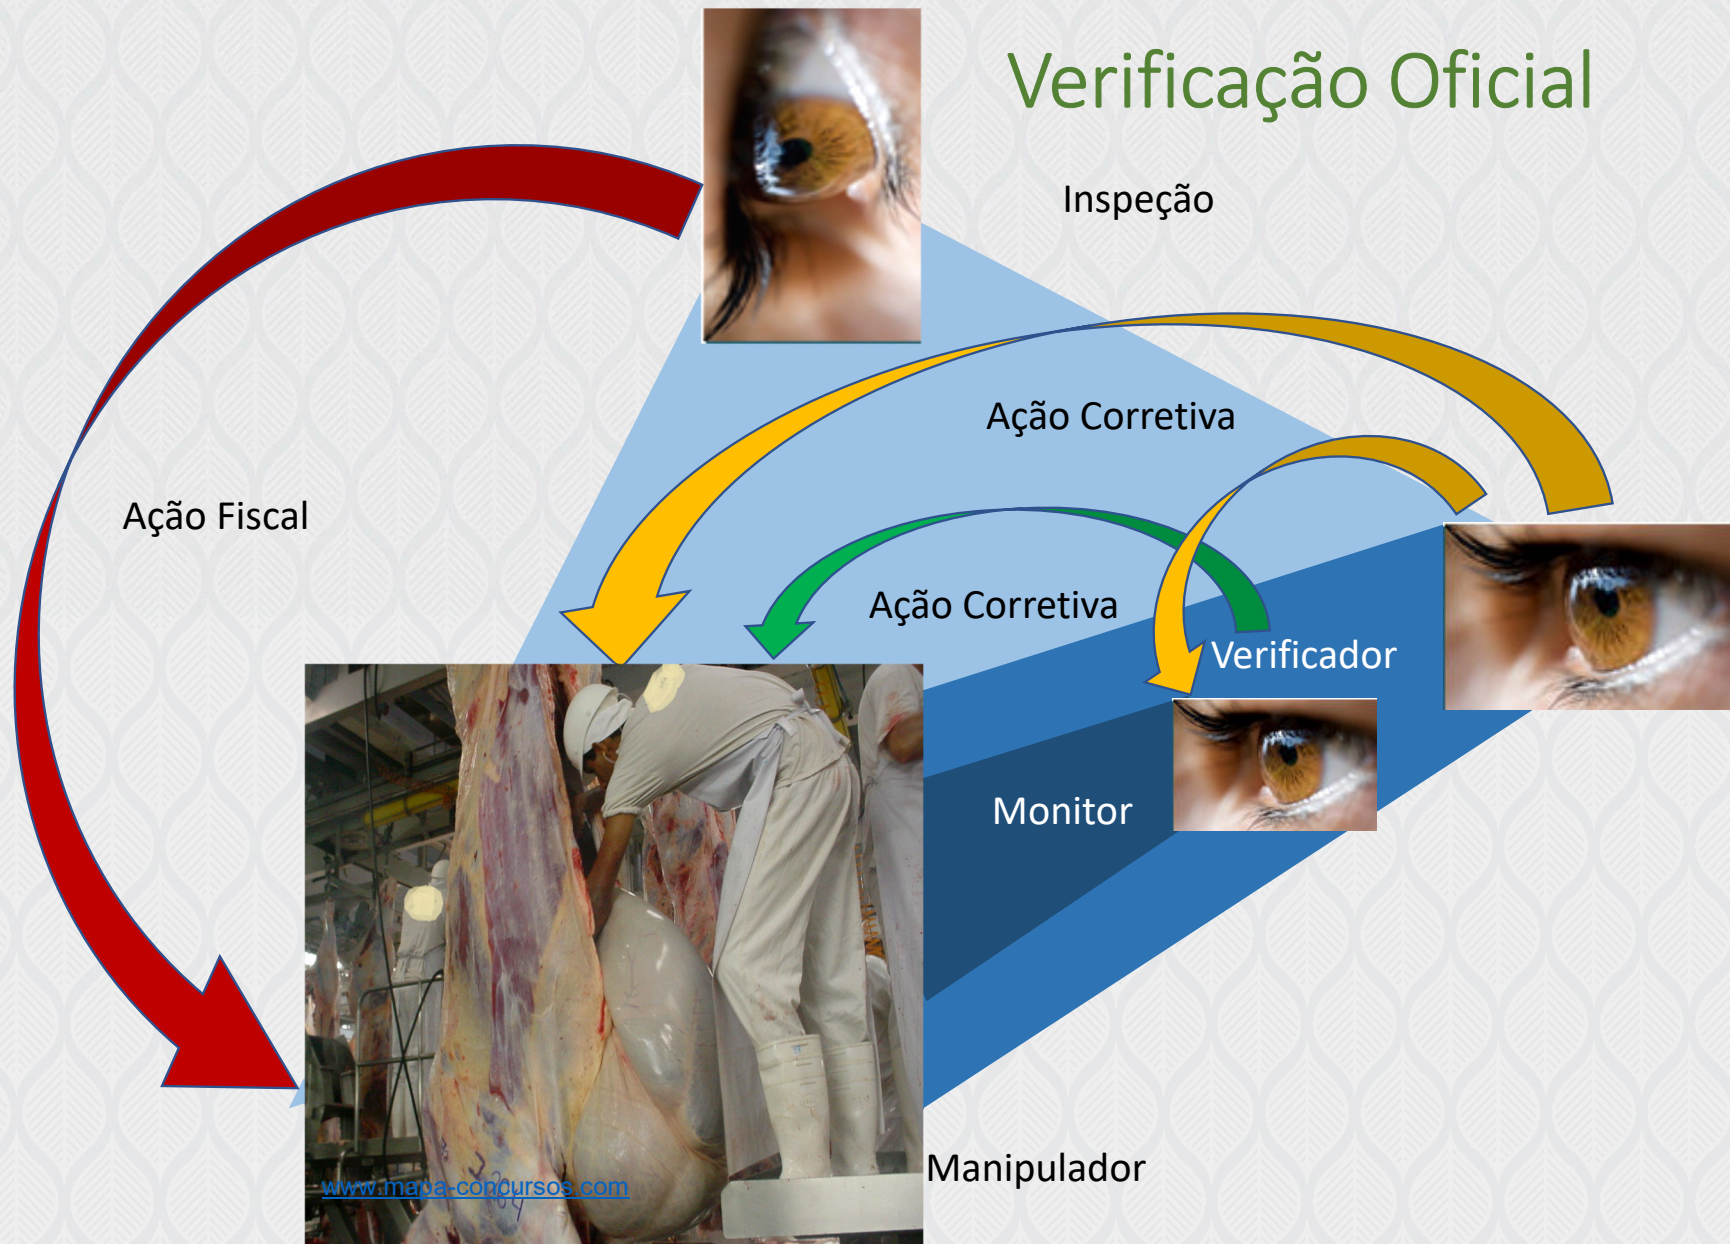 Verificação Oficial
Inspeção
Ação Corretiva
Ação Fiscal
Ação Corretiva
Verificador
Monitor
Manipulador
www.mapa-concursos.com